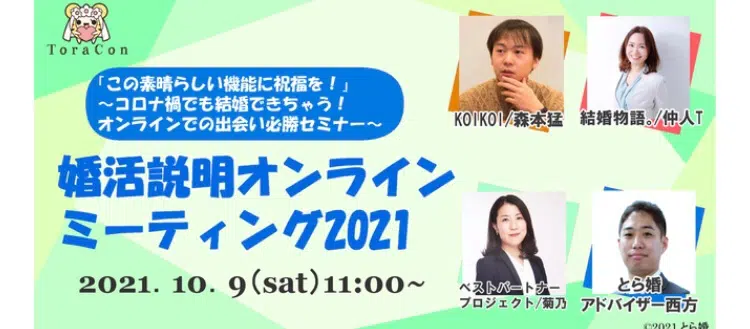 ToraCon
「この素晴らしい機能に祝福を!」
～コロナ禍でも結婚できちゃう!
オンラインでの出会い必勝セミナー～
婚活説明オンライン
ミーティング2021
2021. 10. 9(sat)11:00~
KOIKOI/森本猛
結婚物語。/仲人T
ベストパートナー
プロジェクト/菊乃
とら婚
アドバイザー西方
©2021 とら婚